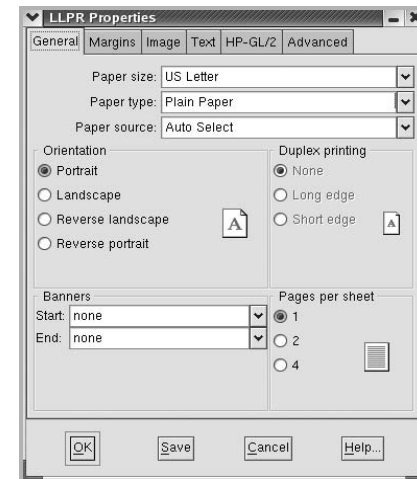 LLPR Properties
General Margins Image Text HP-GL/2 Advanced
Paper size: US Letter
Paper type: Plain Paper
Paper source: Auto Select
Orientation
Portrait
Landscape
Reverse landscape
Reverse portrait
A
Duplex printing
None
Long edge
Short edge
A
Banners
Start: none
End: none
Pages per sheet
1
2
4
OK Save Cancel Help...